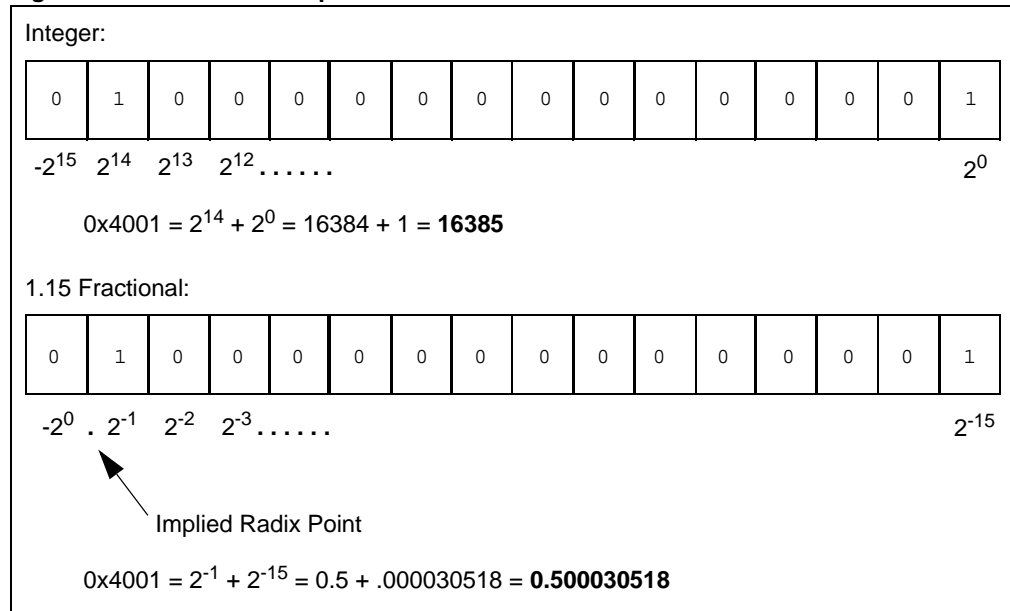 Integer:
0 1 0 0 0 0 0 0 0 0 0 0 0 0 0 1
-2^15 2^14 2^13 2^12 . . . . . . 2^0
0x4001 = 2^14 + 2^0 = 16384 + 1 = 16385
1.15 Fractional:
0 1 0 0 0 0 0 0 0 0 0 0 0 0 0 1
-2^0 . 2^-1 2^-2 2^-3 . . . . . . 2^-15
Implied Radix Point
0x4001 = 2^-1 + 2^-15 = 0.5 + .000030518 = 0.500030518